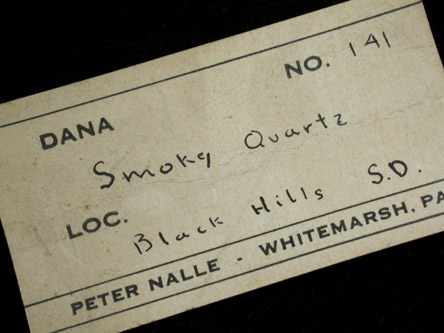 DANA NO. 141
Smoky Quartz
LOC. Black Hills S.D.
PETER NALLE - WHITEMARSH, PA